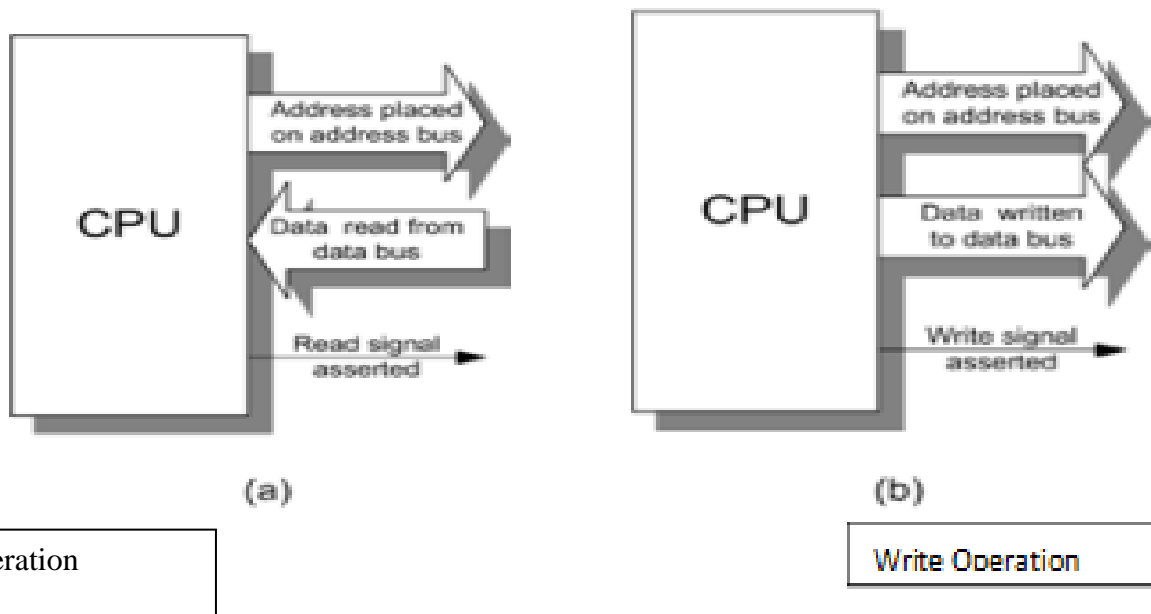 CPU
Address placed
on address bus
Data read from
data bus
Read signal
asserted
(a)
eration
CPU
Address placed
on address bus
Data written
to data bus
Write signal
asserted
(b)
Write Operation